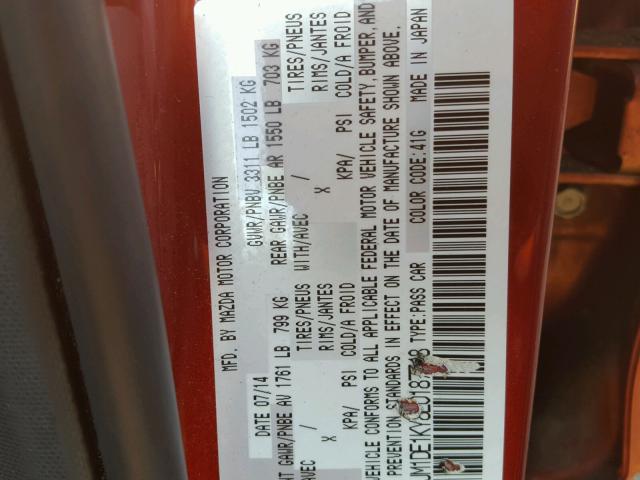 MFD. BY MAZDA MOTOR CORPORATION
DATE 07/14 GVWR/PNBV 3311 LB 1502 KG
NT GAWR/PNBE AV 1761 LB 799 KG REAR GAWR/PNBE AR 1550 LB 703 KG
AVEC TIRES/PNEUS WITH/AVEC TIRES/PNEUS
X RIMS/JANTES X RIMS/JANTES
KPA/ PSI COLD/A FROID KPA/ PSI COLD/A FROID
VEHICLE CONFORMS TO ALL APPLICABLE FEDERAL MOTOR VEHICLE SAFETY, BUMPER, AND
PREVENTION STANDARDS IN EFFECT ON THE DATE OF MANUFACTURE SHOWN ABOVE.
TYPE:PASS CAR COLOR CODE:41G MADE IN JAPAN